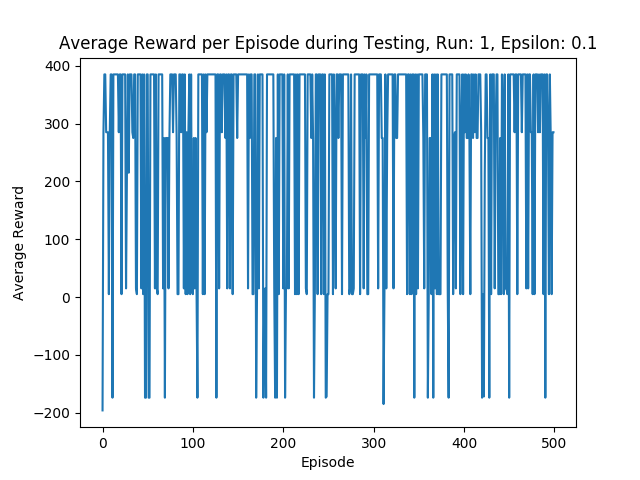 Average Reward per Episode during Testing, Run: 1, Epsilon: 0.1
400
300
200
100
0
−100
−200
Average Reward
0 100 200 300 400 500
Episode